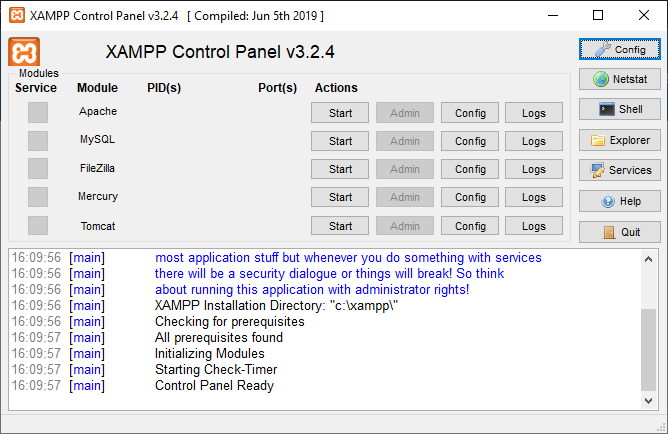 XAMPP Control Panel v3.2.4 [ Compiled: Jun 5th 2019 ]
XAMPP Control Panel v3.2.4
Config
Modules
Service Module PID(s) Port(s) Actions
Netstat
Apache Start Admin Config Logs
Shell
MySQL Start Admin Config Logs
Explorer
FileZilla Start Admin Config Logs
Services
Mercury Start Admin Config Logs
Help
Tomcat Start Admin Config Logs
Quit
16:09:56 [main] most application stuff but whenever you do something with services
16:09:56 [main] there will be a security dialogue or things will break! So think
16:09:56 [main] about running this application with administrator rights!
16:09:56 [main] XAMPP Installation Directory: "c:\xampp\"
16:09:56 [main] Checking for prerequisites
16:09:57 [main] All prerequisites found
16:09:57 [main] Initializing Modules
16:09:57 [main] Starting Check-Timer
16:09:57 [main] Control Panel Ready